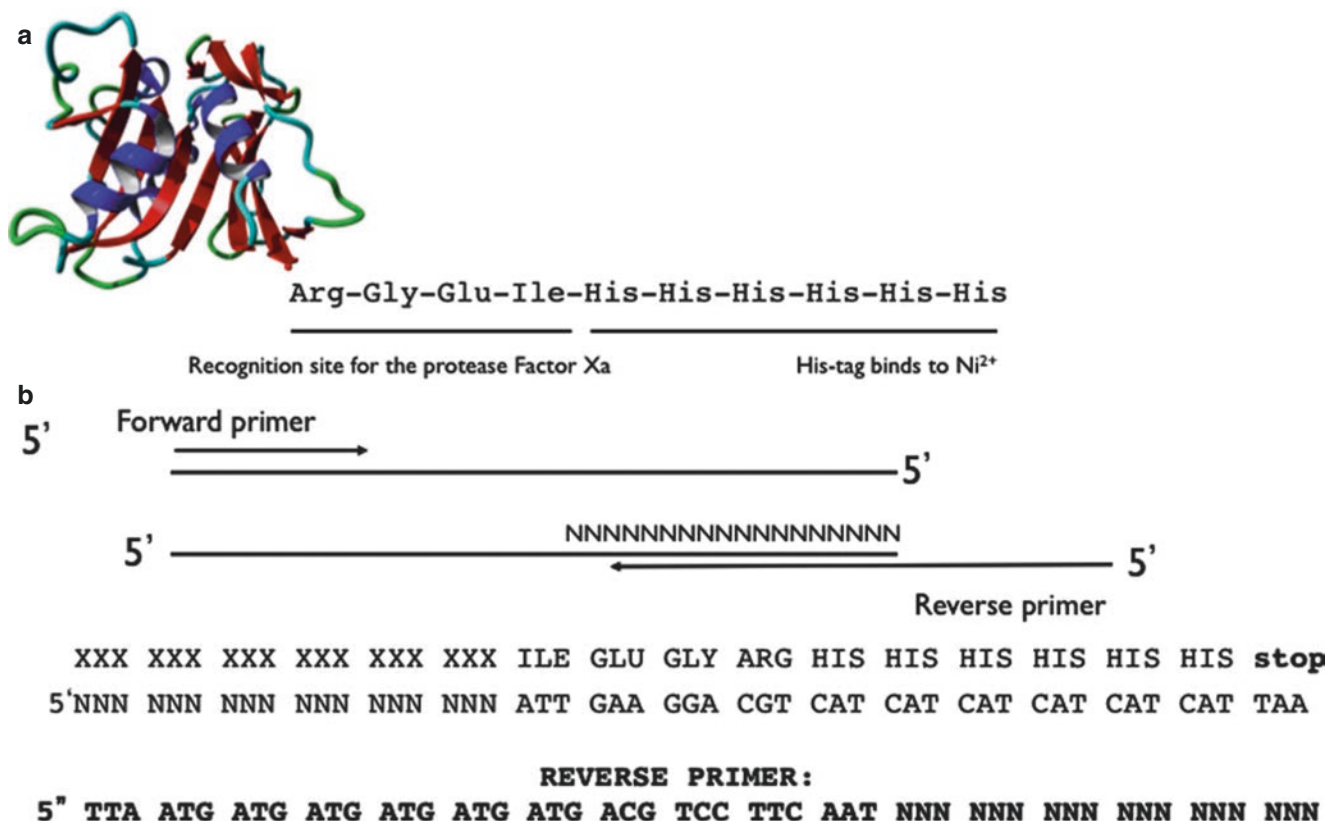 a
Arg-Gly-Glu-Ile-His-His-His-His-His-His
Recognition site for the protease Factor Xa
His-tag binds to Ni²⁺
b
Forward primer
5'
5'
NNNNNNNNNNNNNNNNNN
5'
5'
Reverse primer
XXX XXX XXX XXX XXX XXX ILE GLU GLY ARG HIS HIS HIS HIS HIS HIS stop
5'NNN NNN NNN NNN NNN NNN ATT GAA GGA CGT CAT CAT CAT CAT CAT CAT TAA
REVERSE PRIMER:
5" TTA ATG ATG ATG ATG ATG ATG ACG TCC TTC AAT NNN NNN NNN NNN NNN NNN